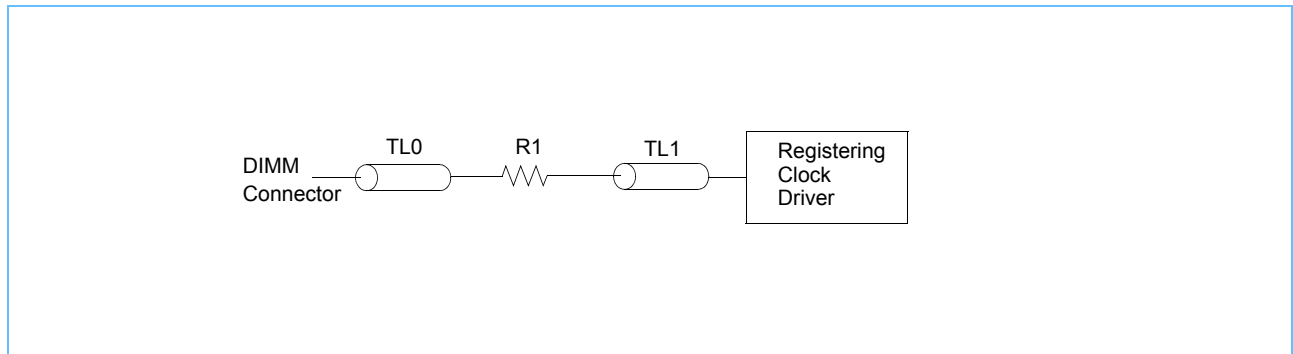 DIMM
Connector
TL0
R1
TL1
Registering
Clock
Driver